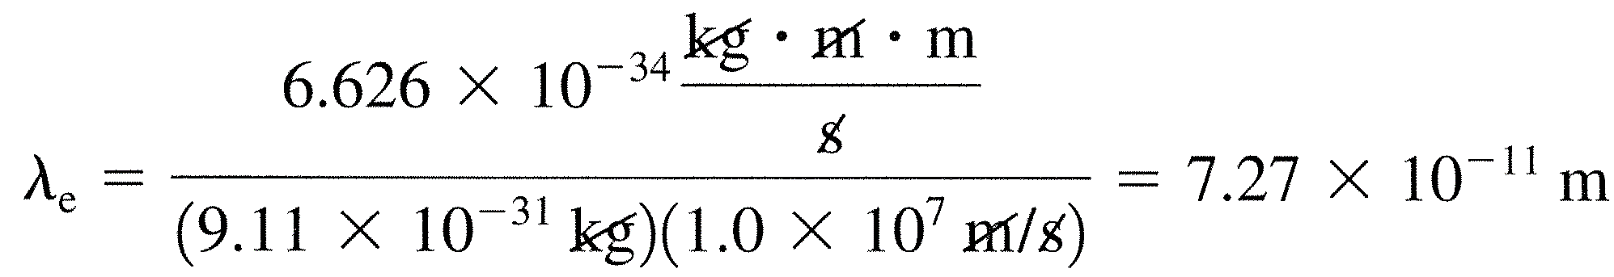 λₑ = 6.626 × 10⁻³⁴ kg · m · m / s / (9.11 × 10⁻³¹ kg)(1.0 × 10⁷ m/s) = 7.27 × 10⁻¹¹ m